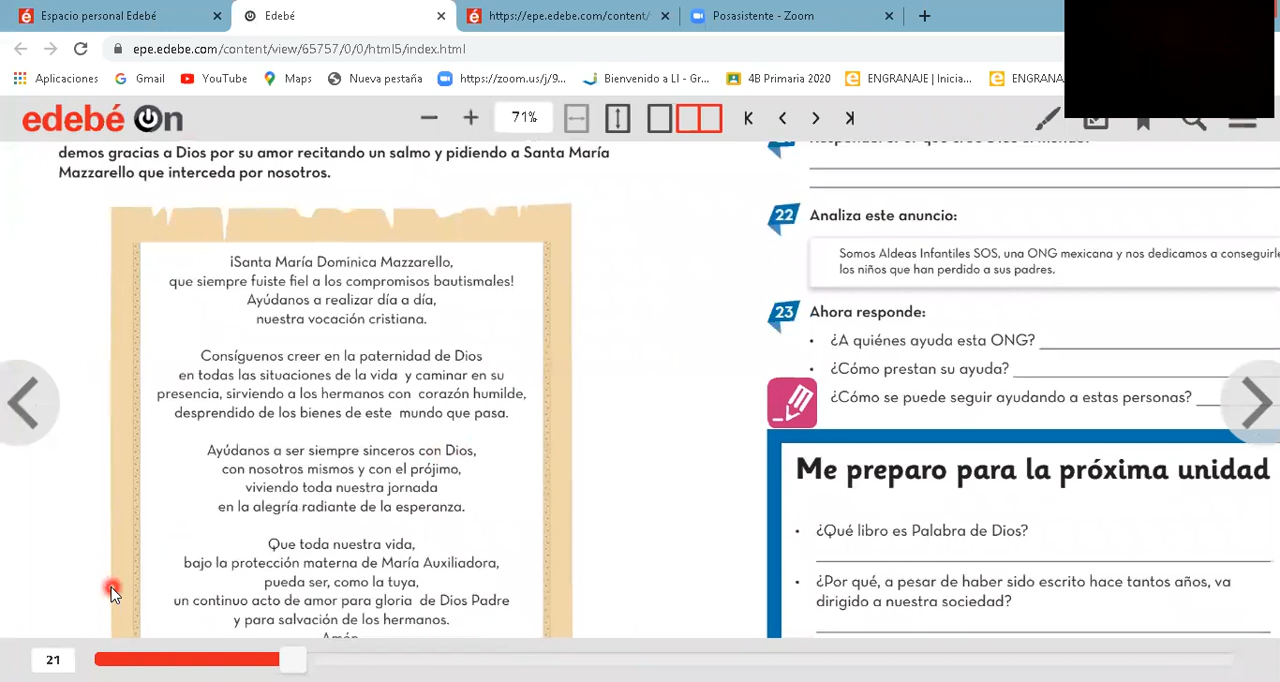 Espacio personal Edebé
Edebé
https://epe.edebe.com/content/
Posasistente - Zoom
epe.edebe.com/content/view/65757/0/0/html5/index.html
Aplicaciones
Gmail
YouTube
Maps
Nueva pestaña
https://zoom.us/j/9...
Bienvenido a LI - Gr...
4B Primaria 2020
ENGRANAJE | Inicia...
ENGRANA
edebé On
71%
demos gracias a Dios por su amor recitando un salmo y pidiendo a Santa María
Mazzarello que interceda por nosotros.
¡Santa María Dominica Mazzarello,
que siempre fuiste fiel a los compromisos bautismales!
Ayúdanos a realizar día a día,
nuestra vocación cristiana.
Consíguenos creer en la paternidad de Dios
en todas las situaciones de la vida y caminar en su
presencia, sirviendo a los hermanos con corazón humilde,
desprendido de los bienes de este mundo que pasa.
Ayúdanos a ser siempre sinceros con Dios,
con nosotros mismos y con el prójimo,
viviendo toda nuestra jornada
en la alegría radiante de la esperanza.
Que toda nuestra vida,
bajo la protección materna de María Auxiliadora,
pueda ser, como la tuya,
un continuo acto de amor para gloria de Dios Padre
y para salvación de los hermanos.
Amén
22 Analiza este anuncio:
Somos Aldeas Infantiles SOS, una ONG mexicana y nos dedicamos a conseguirle
los niños que han perdido a sus padres.
23 Ahora responde:
• ¿A quiénes ayuda esta ONG?
• ¿Cómo prestan su ayuda?
¿Cómo se puede seguir ayudando a estas personas?
Me preparo para la próxima unidad
• ¿Qué libro es Palabra de Dios?
• ¿Por qué, a pesar de haber sido escrito hace tantos años, va
dirigido a nuestra sociedad?
21